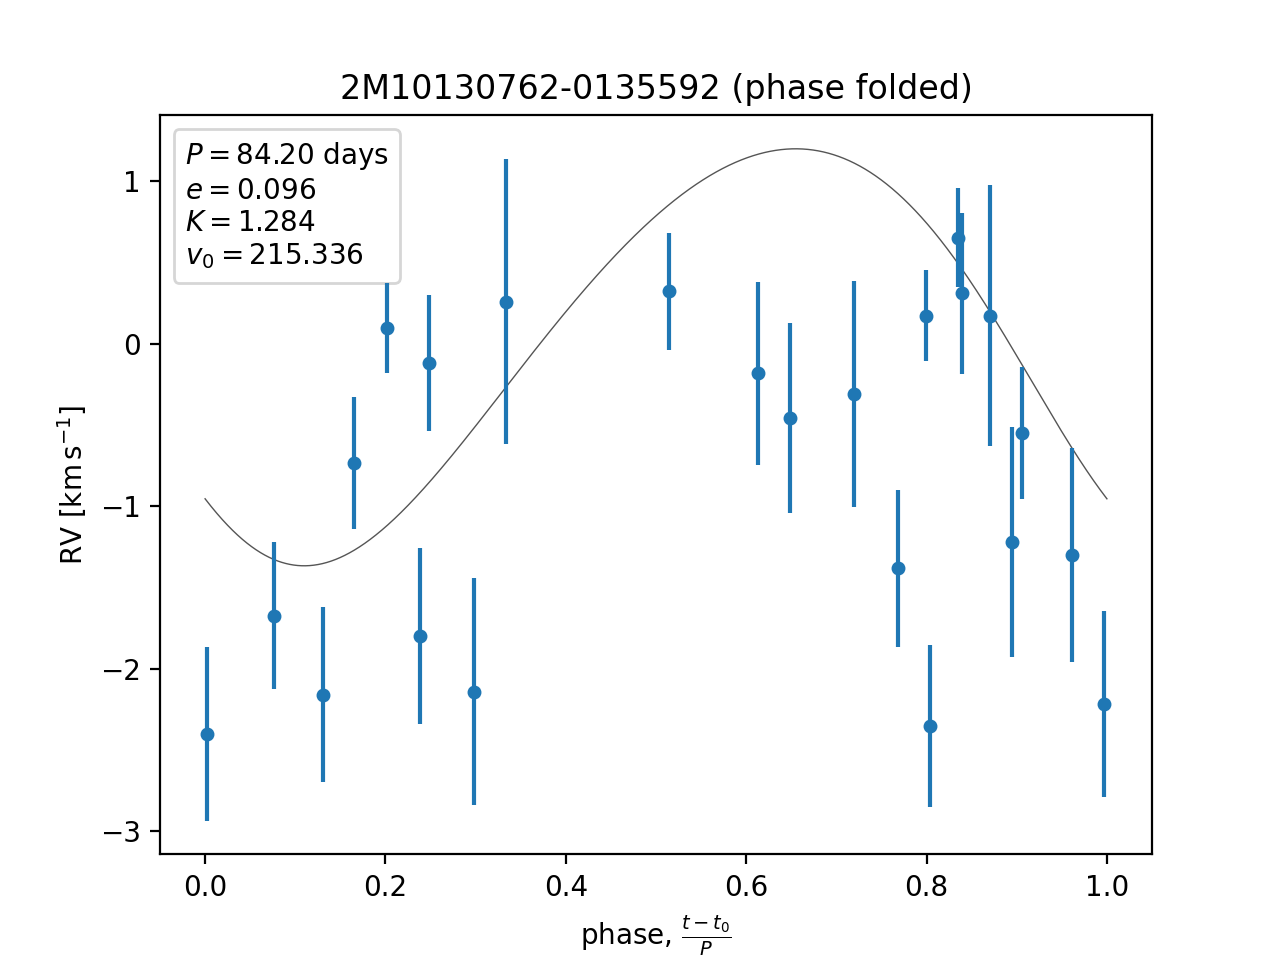 2M10130762-0135592 (phase folded)
P = 84.20 days
e = 0.096
K = 1.284
v₀ = 215.336
RV [km s⁻¹]
1
0
−1
−2
−3
0.0 0.2 0.4 0.6 0.8 1.0
phase, (t − t₀)/P